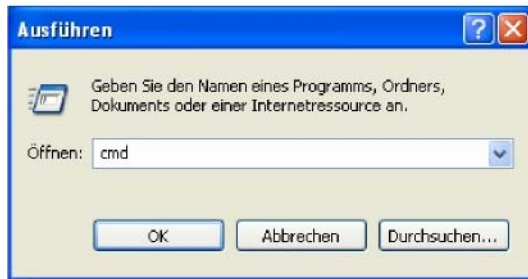 Ausführen
Geben Sie den Namen eines Programms, Ordners,
Dokuments oder einer Internetressource an.
Öffnen: cmd
OK Abbrechen Durchsuchen...